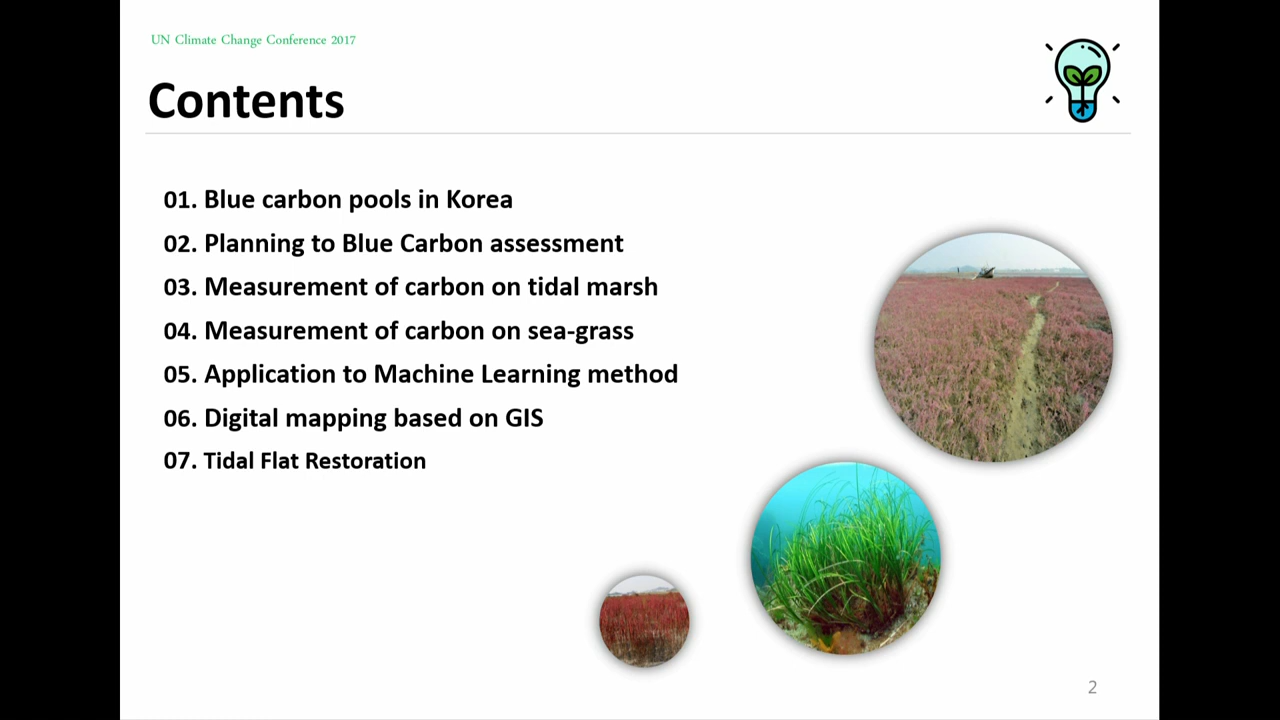 UN Climate Change Conference 2017
Contents
01. Blue carbon pools in Korea
02. Planning to Blue Carbon assessment
03. Measurement of carbon on tidal marsh
04. Measurement of carbon on sea-grass
05. Application to Machine Learning method
06. Digital mapping based on GIS
07. Tidal Flat Restoration
2